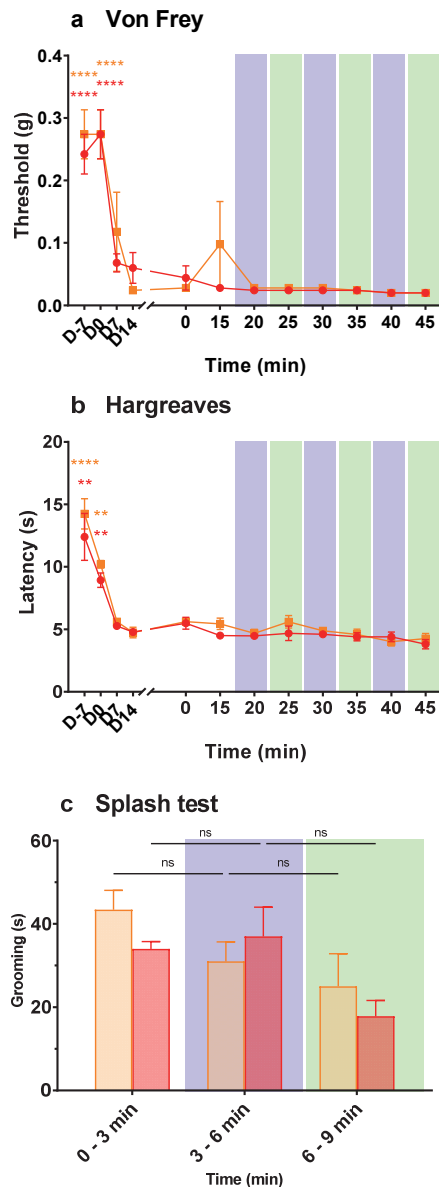 a Von Frey
**** ****
**** ****
Threshold (g)
0.4
0.3
0.2
0.1
0.0
D-7 D0 D7 D14 0 15 20 25 30 35 40 45
Time (min)
b Hargreaves
****
** **
**
Latency (s)
20
15
10
5
0
D-7 D0 D7 D14 0 15 20 25 30 35 40 45
Time (min)
c Splash test
ns ns
ns ns
Grooming (s)
60
40
20
0
0 - 3 min 3 - 6 min 6 - 9 min
Time (min)